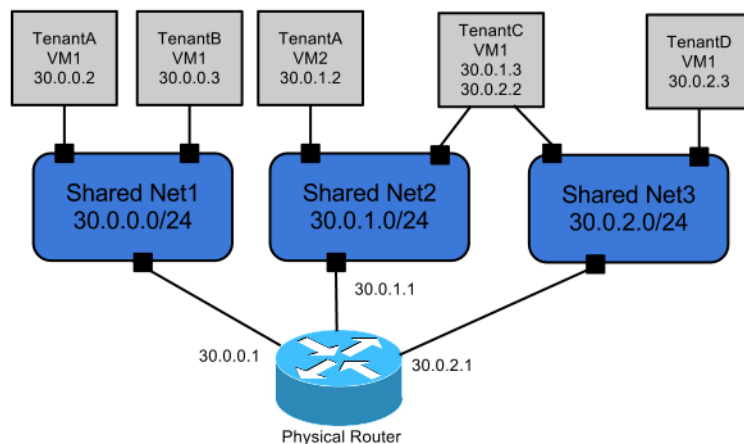 TenantA
VM1
30.0.0.2
TenantB
VM1
30.0.0.3
TenantA
VM2
30.0.1.2
TenantC
VM1
30.0.1.3
30.0.2.2
TenantD
VM1
30.0.2.3
Shared Net1
30.0.0.0/24
Shared Net2
30.0.1.0/24
Shared Net3
30.0.2.0/24
30.0.1.1
30.0.0.1
30.0.2.1
Physical Router